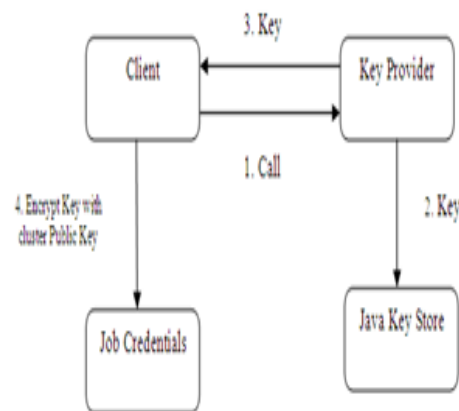 3. Key
Client
Key Provider
1. Call
4. Encrypt Key with
cluster Public Key
2. Key
Job Credentials
Java Key Store